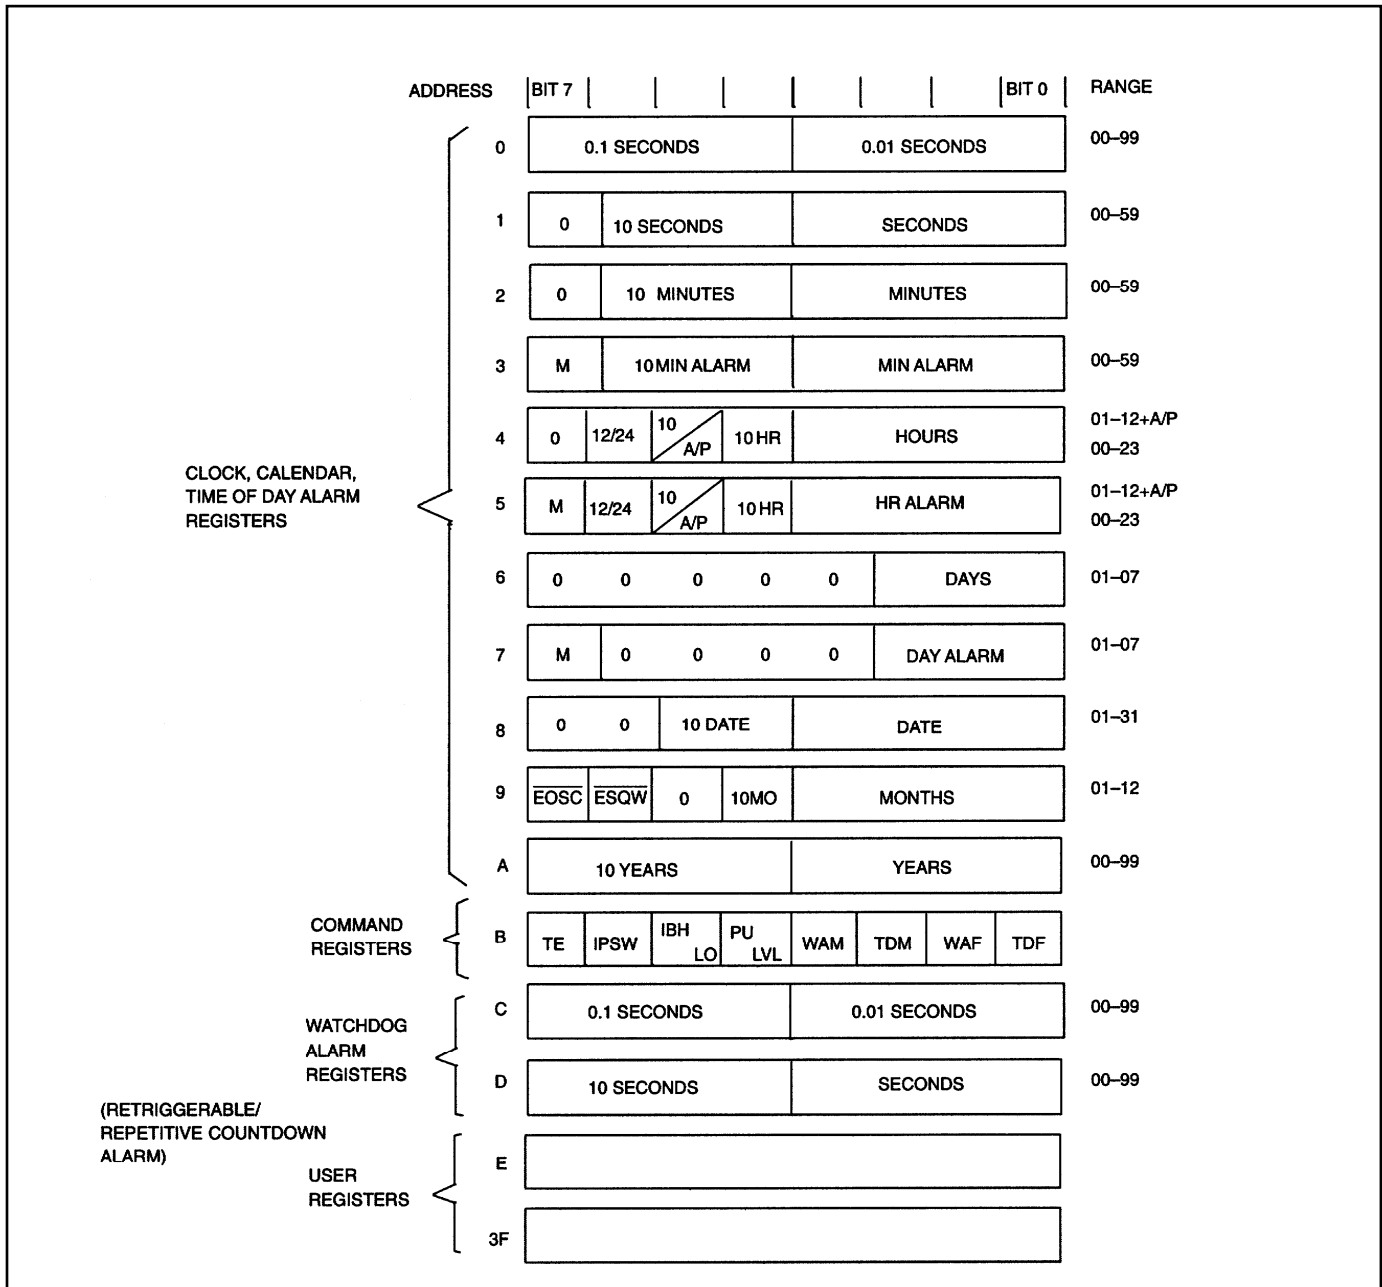 ADDRESS BIT 7 BIT 0 RANGE
0 0.1 SECONDS 0.01 SECONDS 00–99
1 0 10 SECONDS SECONDS 00–59
2 0 10 MINUTES MINUTES 00–59
3 M 10 MIN ALARM MIN ALARM 00–59
4 0 12/24 10 A/P 10 HR HOURS 01–12+A/P
00–23
CLOCK, CALENDAR,
TIME OF DAY ALARM
REGISTERS
5 M 12/24 10 A/P 10 HR HR ALARM 01–12+A/P
00–23
6 0 0 0 0 0 DAYS 01–07
7 M 0 0 0 0 DAY ALARM 01–07
8 0 0 10 DATE DATE 01–31
9 E̅O̅S̅C̅ E̅S̅Q̅W̅ 0 10MO MONTHS 01–12
A 10 YEARS YEARS 00–99
COMMAND
REGISTERS
B TE IPSW IBH LO PU LVL WAM TDM WAF TDF
C 0.1 SECONDS 0.01 SECONDS 00–99
WATCHDOG
ALARM
REGISTERS
D 10 SECONDS SECONDS 00–99
(RETRIGGERABLE/
REPETITIVE COUNTDOWN
ALARM)
E
USER
REGISTERS
3F